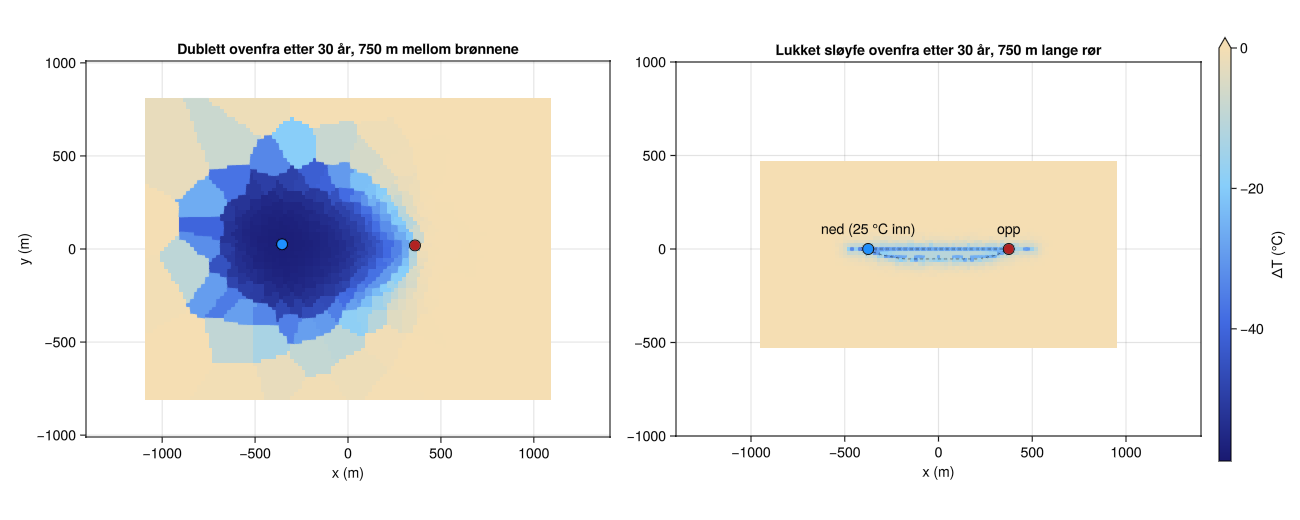 Dublett ovenfra etter 30 år, 750 m mellom brønnene
1000
500
0
−500
−1000
y (m)
−1000
−500
0
500
1000
x (m)
Lukket sløyfe ovenfra etter 30 år, 750 m lange rør
1000
500
0
−500
−1000
ned (25 °C inn)
opp
−1000
−500
0
500
1000
x (m)
0
−20
−40
ΔT (°C)